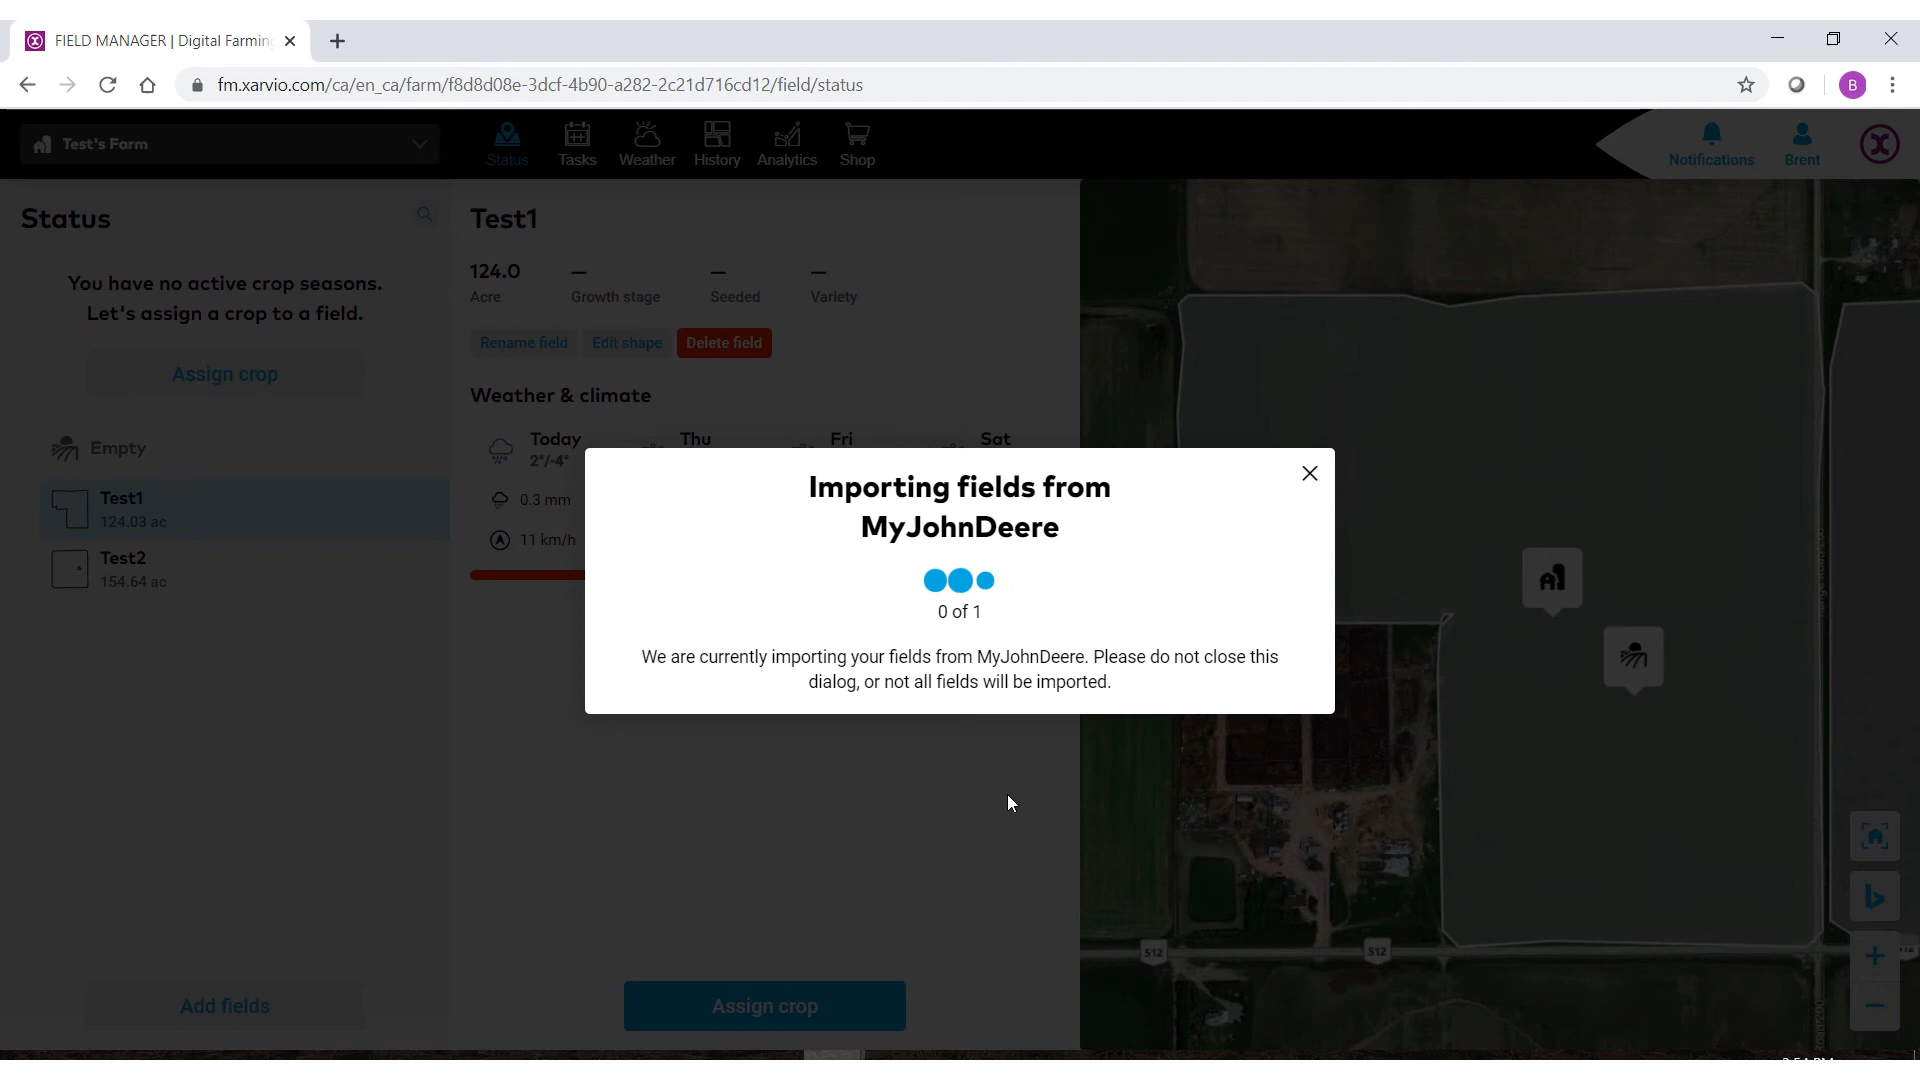 FIELD MANAGER | Digital Farming
fm.xarvio.com/ca/en_ca/farm/f8d8d08e-3dcf-4b90-a282-2c21d716cd12/field/status
B
Test's Farm
Status
Tasks
Weather
History
Analytics
Shop
Notifications
Brent
Status
You have no active crop seasons.
Let's assign a crop to a field.
Assign crop
Empty
Test1
124.03 ac
Test2
154.64 ac
Add fields
Test1
124.0
—
—
—
Acre
Growth stage
Seeded
Variety
Rename field
Edit shape
Delete field
Weather & climate
Today
Thu
Fri
Sat
2°/-4°
0.3 mm
11 km/h
Importing fields from
MyJohnDeere
0 of 1
We are currently importing your fields from MyJohnDeere. Please do not close this
dialog, or not all fields will be imported.
Assign crop
512
512